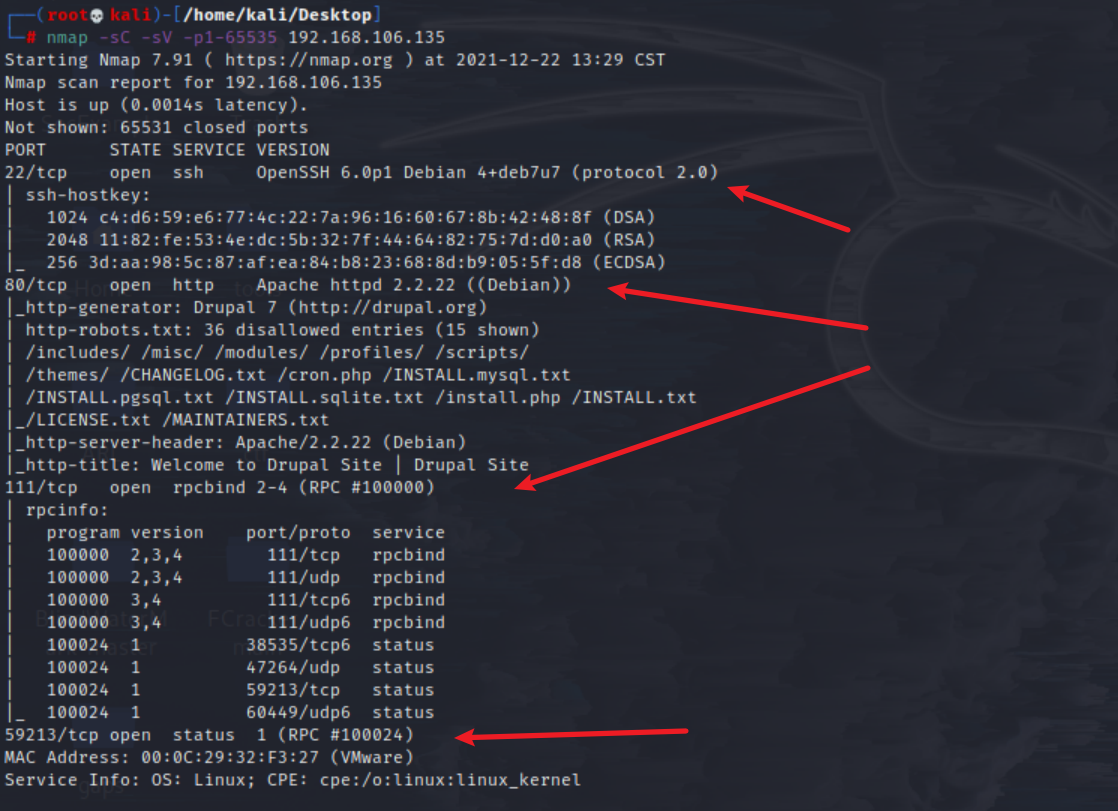 (root💀kali)-[/home/kali/Desktop]
# nmap -sC -sV -p1-65535 192.168.106.135
Starting Nmap 7.91 ( https://nmap.org ) at 2021-12-22 13:29 CST
Nmap scan report for 192.168.106.135
Host is up (0.0014s latency).
Not shown: 65531 closed ports
PORT      STATE SERVICE VERSION
22/tcp    open  ssh     OpenSSH 6.0p1 Debian 4+deb7u7 (protocol 2.0)
| ssh-hostkey:
|   1024 c4:d6:59:e6:77:4c:22:7a:96:16:60:67:8b:42:48:8f (DSA)
|   2048 11:82:fe:53:4e:dc:5b:32:7f:44:64:82:75:7d:d0:a0 (RSA)
|_  256 3d:aa:98:5c:87:af:ea:84:b8:23:68:8d:b9:05:5f:d8 (ECDSA)
80/tcp    open  http    Apache httpd 2.2.22 ((Debian))
|_http-generator: Drupal 7 (http://drupal.org)
| http-robots.txt: 36 disallowed entries (15 shown)
| /includes/ /misc/ /modules/ /profiles/ /scripts/
| /themes/ /CHANGELOG.txt /cron.php /INSTALL.mysql.txt
| /INSTALL.pgsql.txt /INSTALL.sqlite.txt /install.php /INSTALL.txt
|_/LICENSE.txt /MAINTAINERS.txt
|_http-server-header: Apache/2.2.22 (Debian)
|_http-title: Welcome to Drupal Site | Drupal Site
111/tcp   open  rpcbind 2-4 (RPC #100000)
| rpcinfo:
|   program version    port/proto  service
|   100000  2,3,4        111/tcp   rpcbind
|   100000  2,3,4        111/udp   rpcbind
|   100000  3,4          111/tcp6  rpcbind
|   100000  3,4          111/udp6  rpcbind
|   100024  1          38535/tcp6  status
|   100024  1          47264/udp   status
|   100024  1          59213/tcp   status
|_  100024  1          60449/udp6  status
59213/tcp open  status  1 (RPC #100024)
MAC Address: 00:0C:29:32:F3:27 (VMware)
Service Info: OS: Linux; CPE: cpe:/o:linux:linux_kernel